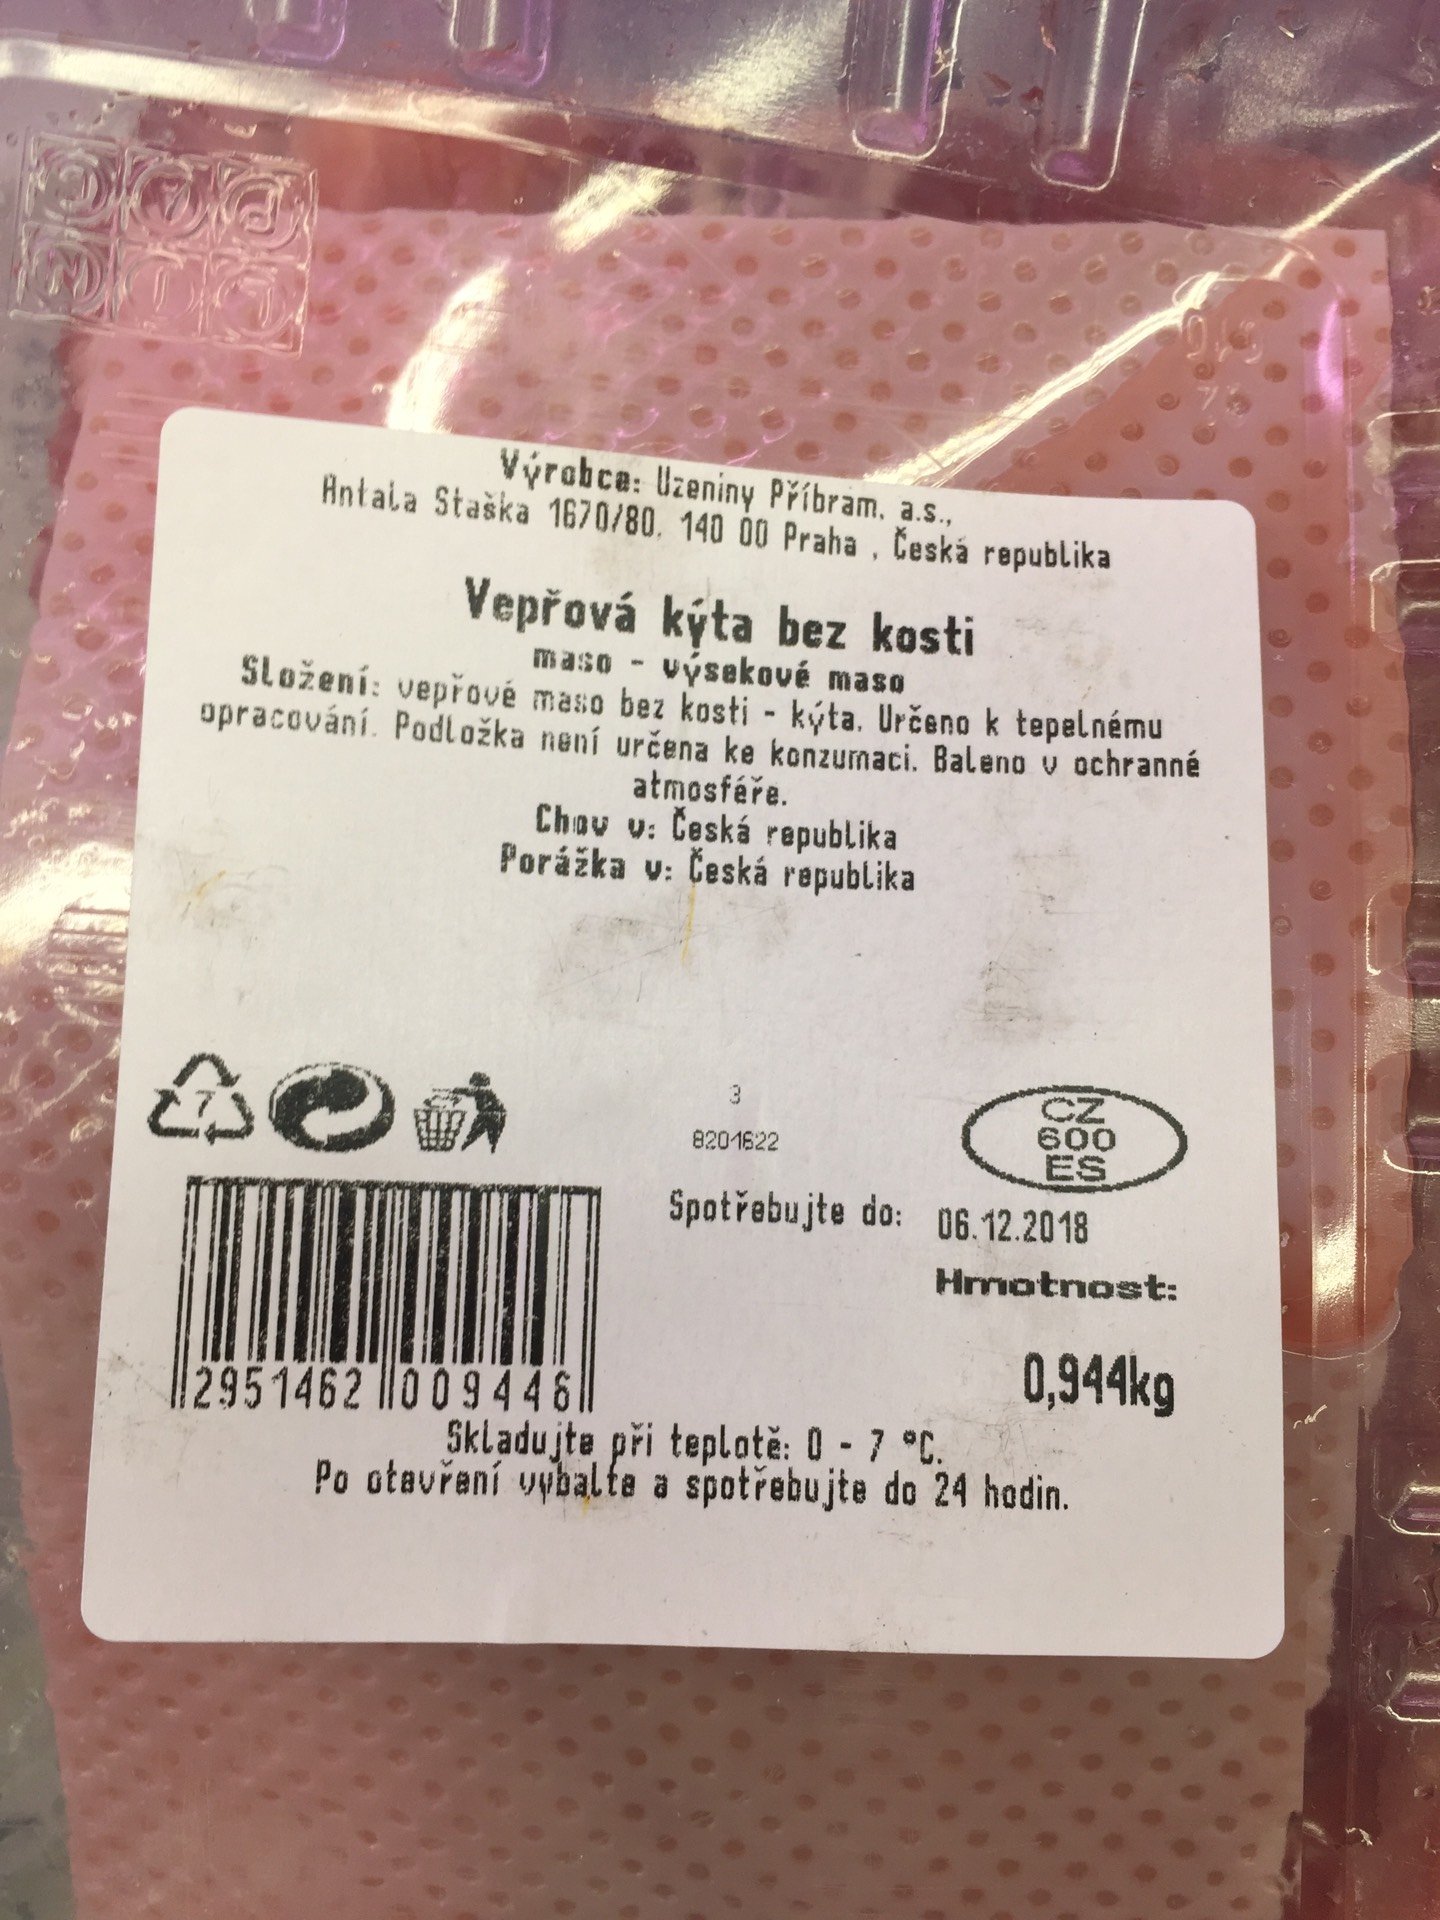 Výrobce: Uzeniny Příbram, a.s.,
Antala Staška 1670/80, 140 00 Praha , Česká republika
Vepřová kýta bez kosti
maso - výsekové maso
Složení: vepřové maso bez kosti - kýta. Určeno k tepelnému
opracování. Podložka není určena ke konzumaci. Baleno v ochranné
atmosféře.
Chov v: Česká republika
Porážka v: Česká republika
7
3
8201622
CZ
600
ES
Spotřebujte do: 06.12.2018
Hmotnost:
0,944kg
2951462 009446
Skladujte při teplotě: 0 - 7 °C.
Po otevření vybalte a spotřebujte do 24 hodin.